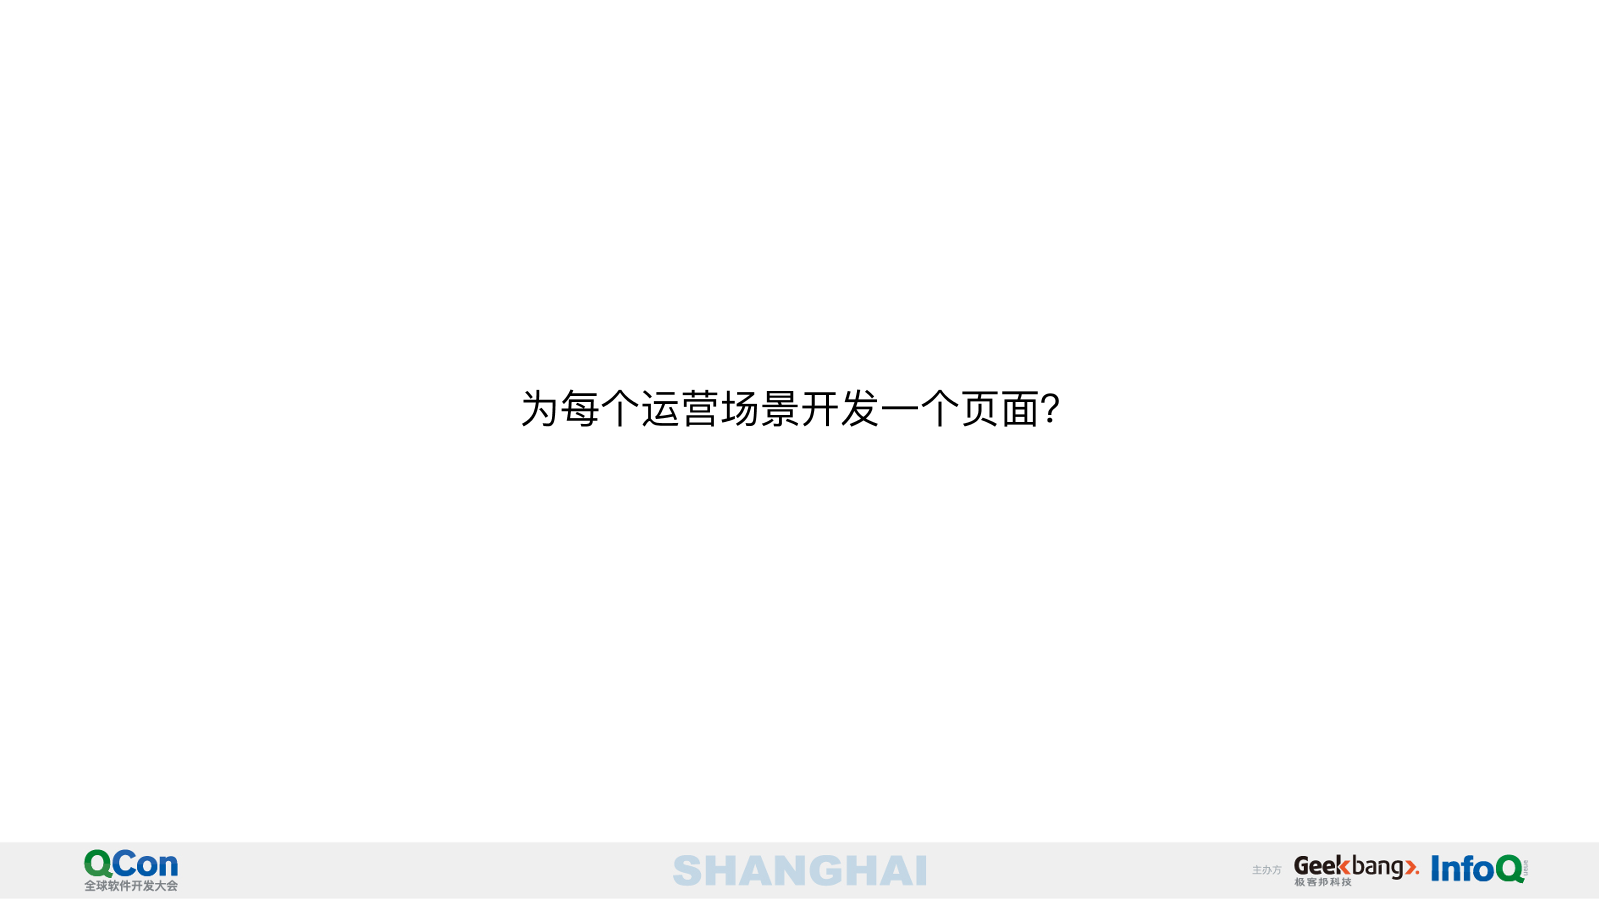 为每个运营场景开发一个页面?
QCon
全球软件开发大会
SHANGHAI
主办方
Geekbang
极客邦科技
InfoQ